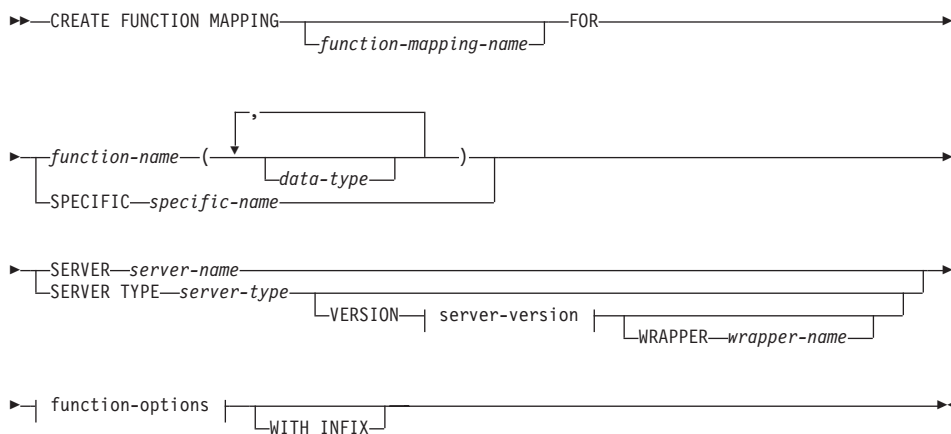 CREATE FUNCTION MAPPING FOR
function-mapping-name
,
function-name ( )
data-type
SPECIFIC specific-name
SERVER server-name
SERVER TYPE server-type
VERSION server-version
WRAPPER wrapper-name
function-options
WITH INFIX